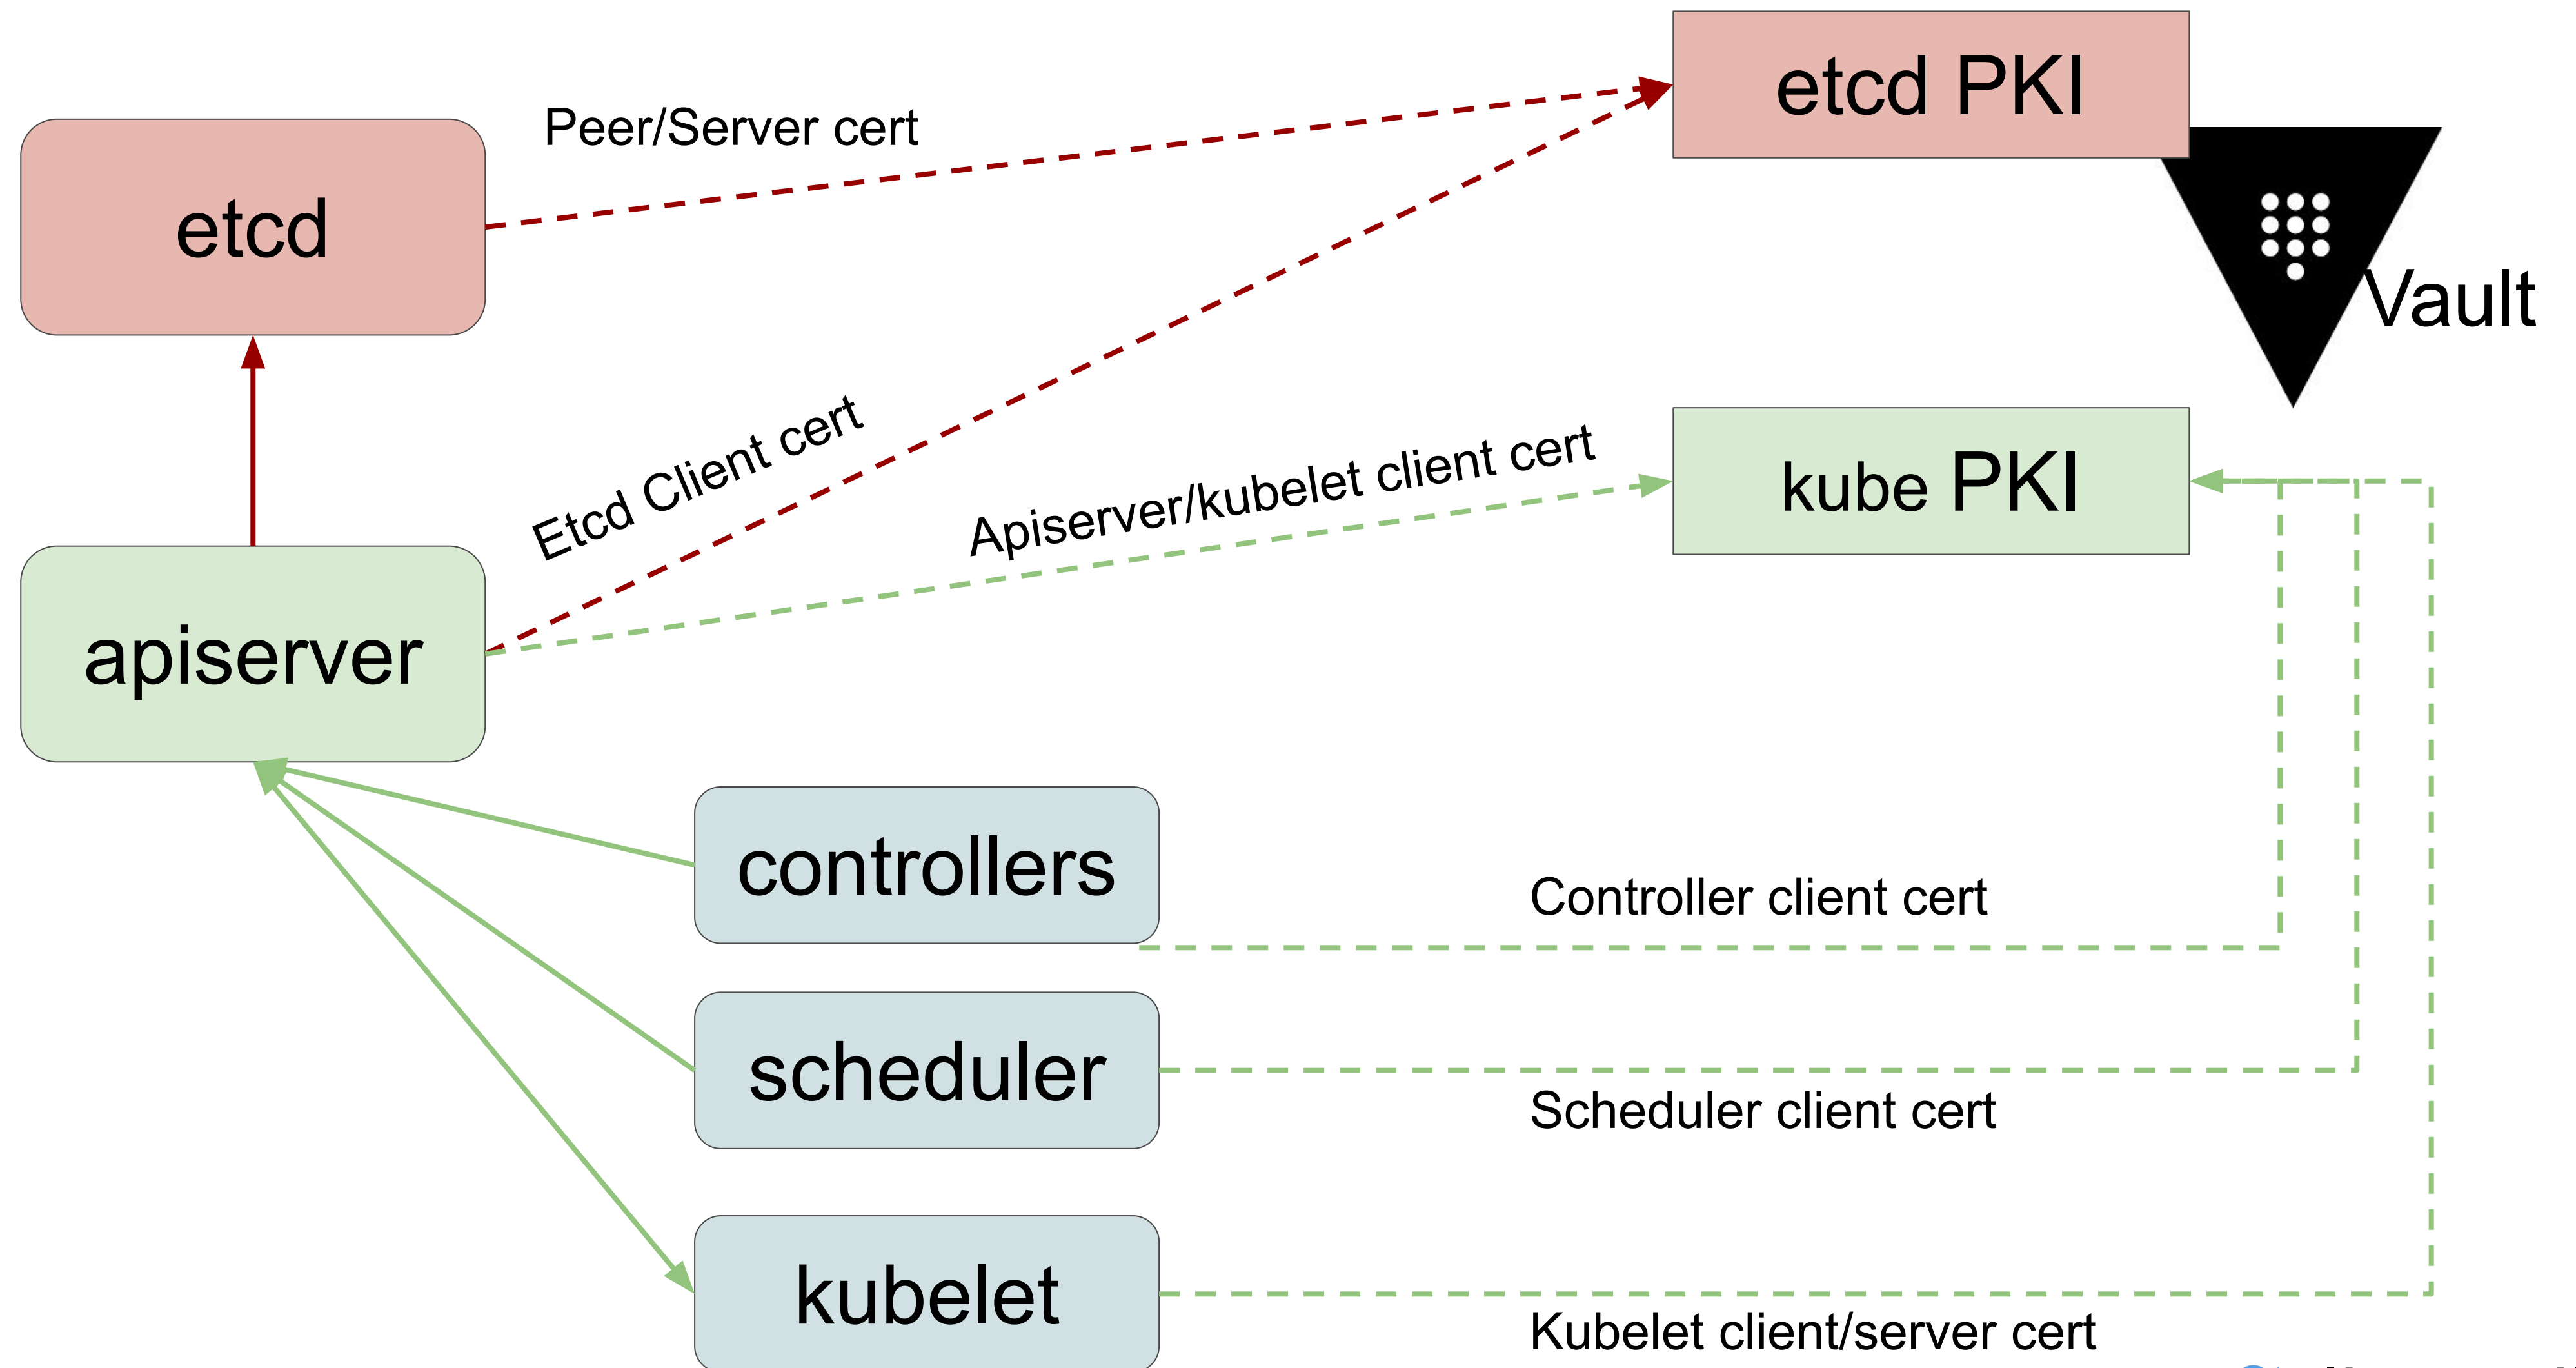 etcd PKI
Peer/Server cert
etcd
Vault
Etcd Client cert
Apiserver/kubelet client cert
kube PKI
apiserver
controllers
Controller client cert
scheduler
Scheduler client cert
kubelet
Kubelet client/server cert